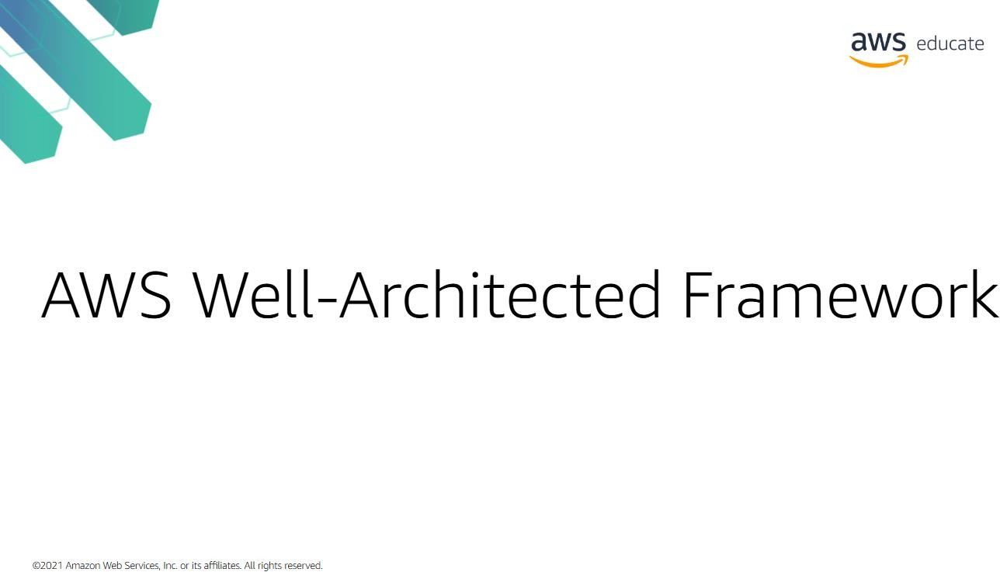 aws educate
AWS Well-Architected Framework
©2021 Amazon Web Services, Inc. or its affiliates. All rights reserved.